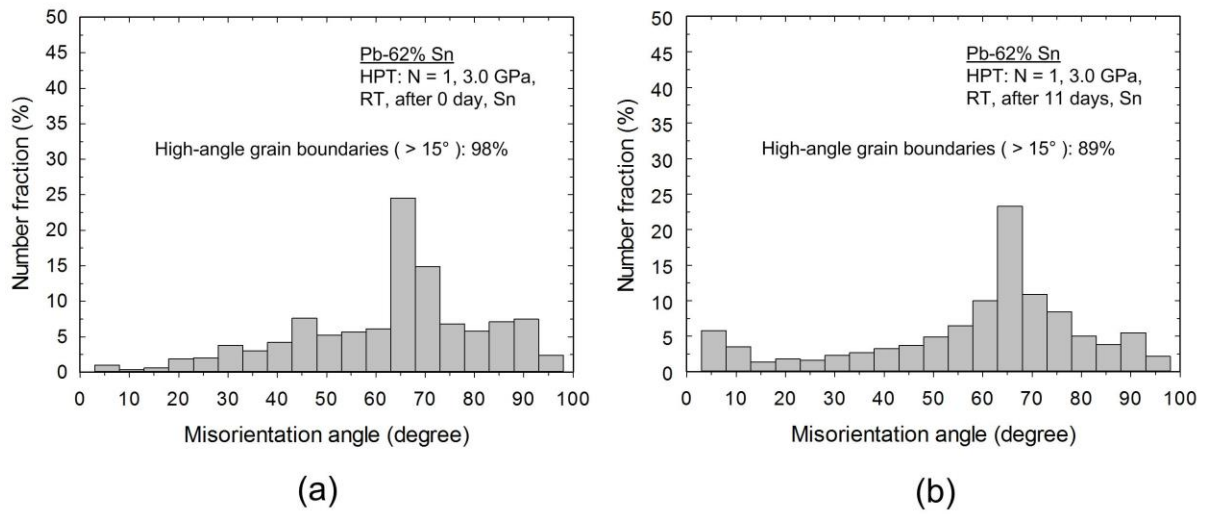 50
45
40
35
30
25
20
15
10
5
0
Number fraction (%)
Pb-62% Sn
HPT: N = 1, 3.0 GPa,
RT, after 0 day, Sn
High-angle grain boundaries ( > 15° ): 98%
0 10 20 30 40 50 60 70 80 90 100
Misorientation angle (degree)
(a)
50
45
40
35
30
25
20
15
10
5
0
Number fraction (%)
Pb-62% Sn
HPT: N = 1, 3.0 GPa,
RT, after 11 days, Sn
High-angle grain boundaries ( > 15° ): 89%
0 10 20 30 40 50 60 70 80 90 100
Misorientation angle (degree)
(b)